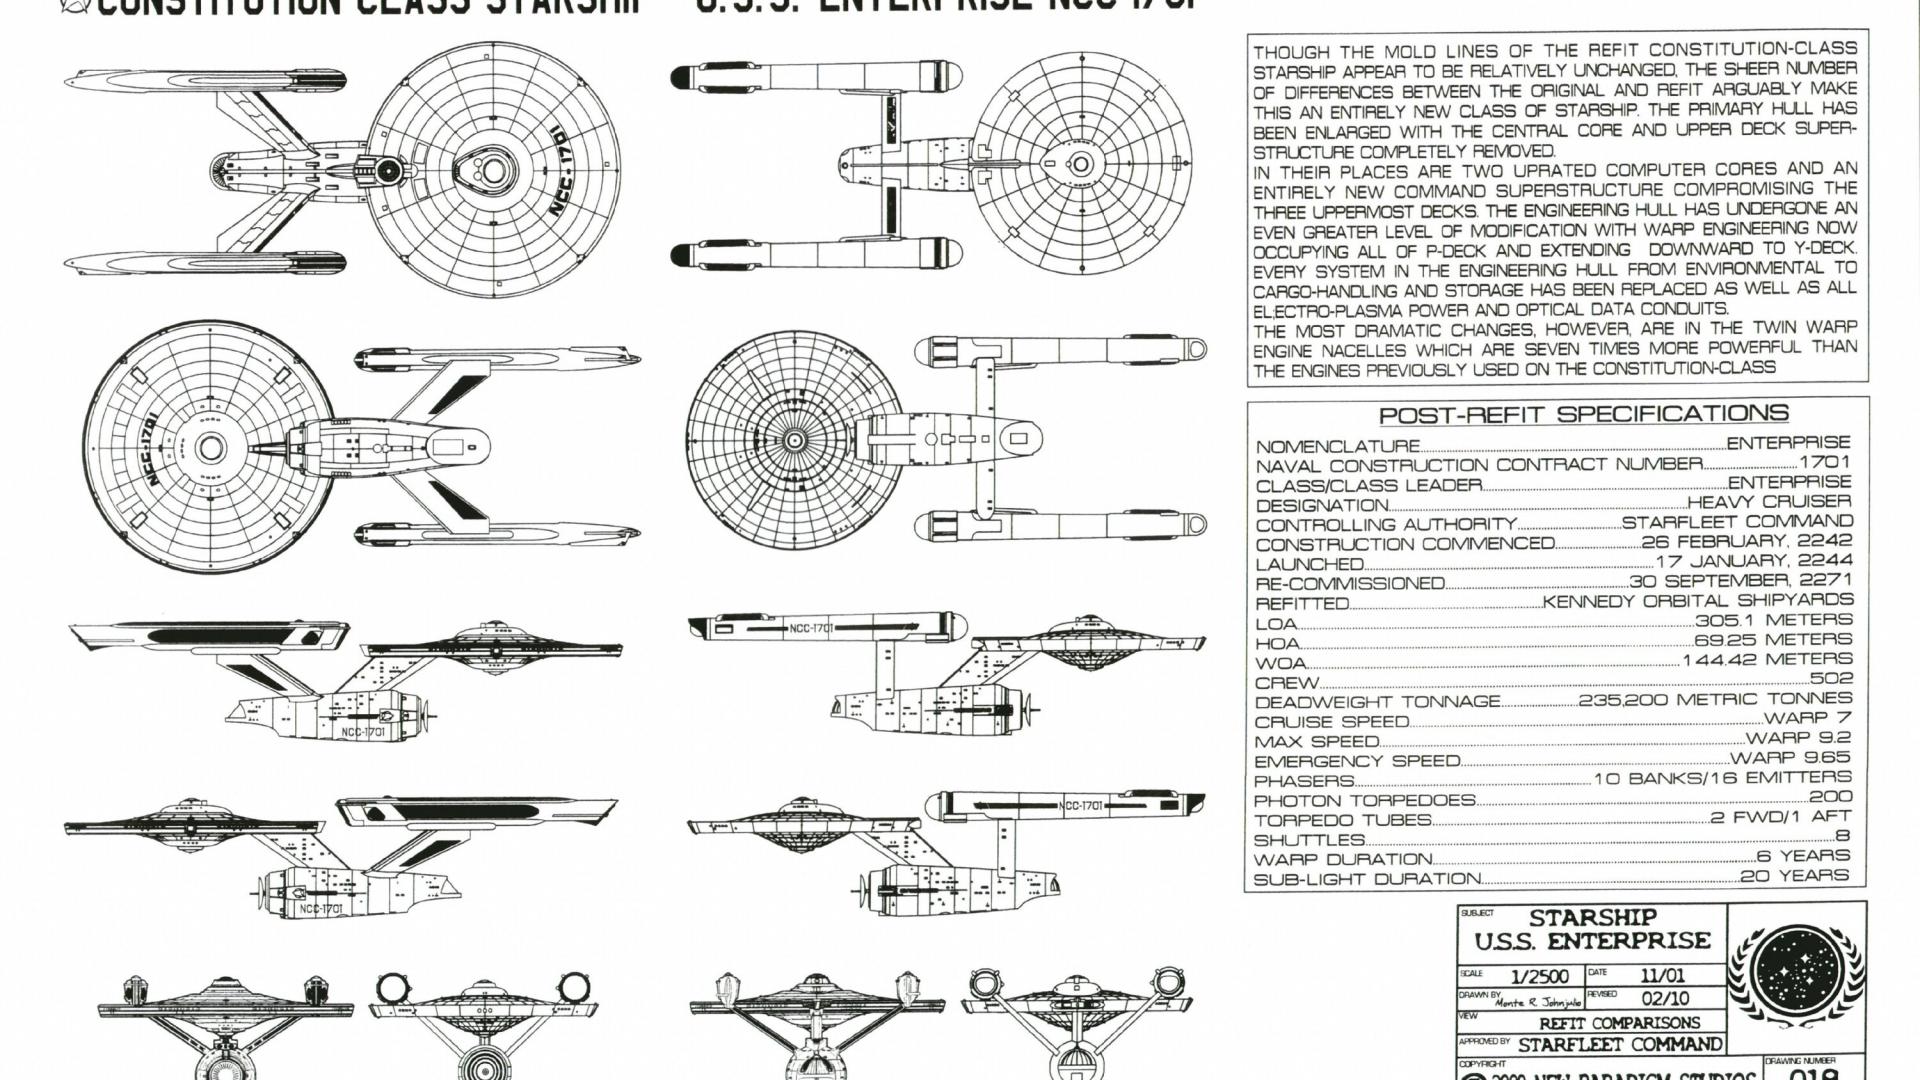 CONSTITUTION CLASS STARSHIP U.S.S. ENTERPRISE NCC-1701
THOUGH THE MOLD LINES OF THE REFIT CONSTITUTION-CLASS
STARSHIP APPEAR TO BE RELATIVELY UNCHANGED, THE SHEER NUMBER
OF DIFFERENCES BETWEEN THE ORIGINAL AND REFIT ARGUABLY MAKE
THIS AN ENTIRELY NEW CLASS OF STARSHIP. THE PRIMARY HULL HAS
BEEN ENLARGED WITH THE CENTRAL CORE AND UPPER DECK SUPER-
STRUCTURE COMPLETELY REMOVED.
IN THEIR PLACES ARE TWO UPRATED COMPUTER CORES AND AN
ENTIRELY NEW COMMAND SUPERSTRUCTURE COMPROMISING THE
THREE UPPERMOST DECKS. THE ENGINEERING HULL HAS UNDERGONE AN
EVEN GREATER LEVEL OF MODIFICATION WITH WARP ENGINEERING NOW
OCCUPYING ALL OF P-DECK AND EXTENDING DOWNWARD TO Y-DECK.
EVERY SYSTEM IN THE ENGINEERING HULL FROM ENVIRONMENTAL TO
CARGO-HANDLING AND STORAGE HAS BEEN REPLACED AS WELL AS ALL
EL;ECTRO-PLASMA POWER AND OPTICAL DATA CONDUITS.
THE MOST DRAMATIC CHANGES, HOWEVER, ARE IN THE TWIN WARP
ENGINE NACELLES WHICH ARE SEVEN TIMES MORE POWERFUL THAN
THE ENGINES PREVIOUSLY USED ON THE CONSTITUTION-CLASS
NCC-1701
NCC-1701
NCC-1701
NCC-1701
NCC-1701
NCC-1701
POST-REFIT SPECIFICATIONS
NOMENCLATURE ENTERPRISE
NAVAL CONSTRUCTION CONTRACT NUMBER 1701
CLASS/CLASS LEADER ENTERPRISE
DESIGNATION HEAVY CRUISER
CONTROLLING AUTHORITY STARFLEET COMMAND
CONSTRUCTION COMMENCED 26 FEBRUARY, 2242
LAUNCHED 17 JANUARY, 2244
RE-COMMISSIONED 30 SEPTEMBER, 2271
REFITTED KENNEDY ORBITAL SHIPYARDS
LOA 305.1 METERS
HOA 69.25 METERS
WOA 144.42 METERS
CREW 502
DEADWEIGHT TONNAGE 235,200 METRIC TONNES
CRUISE SPEED WARP 7
MAX SPEED WARP 9.2
EMERGENCY SPEED WARP 9.65
PHASERS 10 BANKS/16 EMITTERS
PHOTON TORPEDOES 200
TORPEDO TUBES 2 FWD/1 AFT
SHUTTLES 8
WARP DURATION 6 YEARS
SUB-LIGHT DURATION 20 YEARS
SUBJECT STARSHIP
U.S.S. ENTERPRISE
SCALE 1/2500 DATE 11/01
DRAWN BY Monte R. Johnjulio REVISED 02/10
VIEW REFIT COMPARISONS
APPROVED BY STARFLEET COMMAND
COPYRIGHT DRAWING NUMBER
© 2009 NEW PARADIGM STUDIOS 019